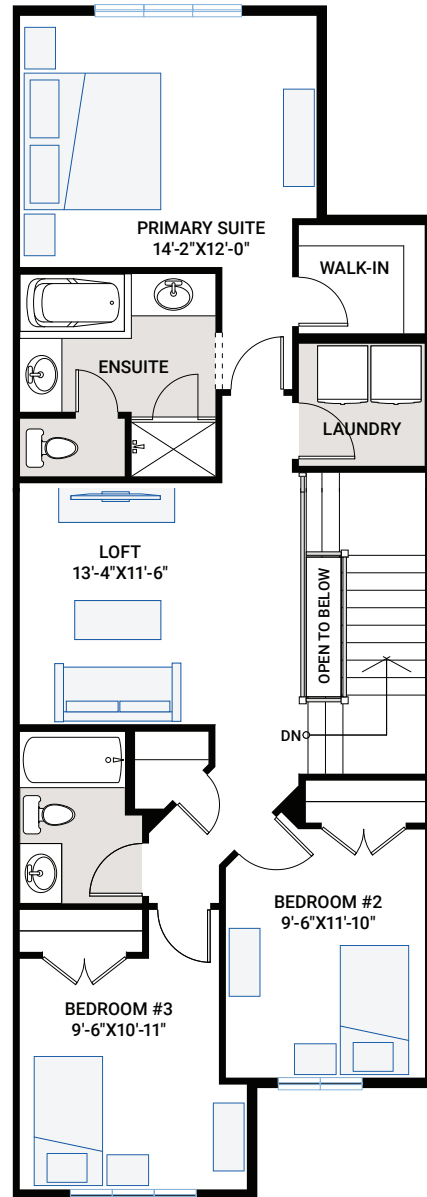 PRIMARY SUITE
14'-2"X12'-0"
WALK-IN
ENSUITE
LAUNDRY
LOFT
13'-4"X11'-6"
OPEN TO BELOW
DN
BEDROOM #2
9'-6"X11'-10"
BEDROOM #3
9'-6"X10'-11"